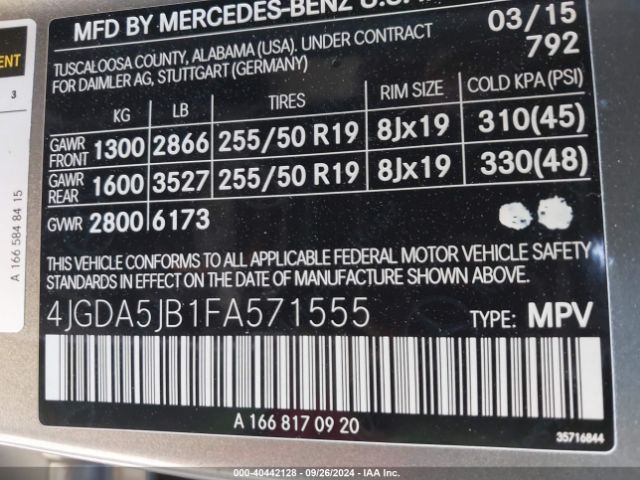 MFD BY MERCEDES-BENZ
03/15
TUSCALOOSA COUNTY, ALABAMA (USA). UNDER CONTRACT
792
FOR DAIMLER AG, STUTTGART (GERMANY)
KG LB TIRES RIM SIZE COLD KPA (PSI)
GAWR FRONT 1300 2866 255/50 R19 8Jx19 310(45)
GAWR REAR 1600 3527 255/50 R19 8Jx19 330(48)
GVWR 2800 6173
THIS VEHICLE CONFORMS TO ALL APPLICABLE FEDERAL MOTOR VEHICLE SAFETY
STANDARDS IN EFFECT ON THE DATE OF MANUFACTURE SHOWN ABOVE.
4JGDA5JB1FA571555 TYPE: MPV
A 166 817 09 20
35716844
3
A 166 584 84 15
000-40442128 - 09/26/2024 - IAA Inc.